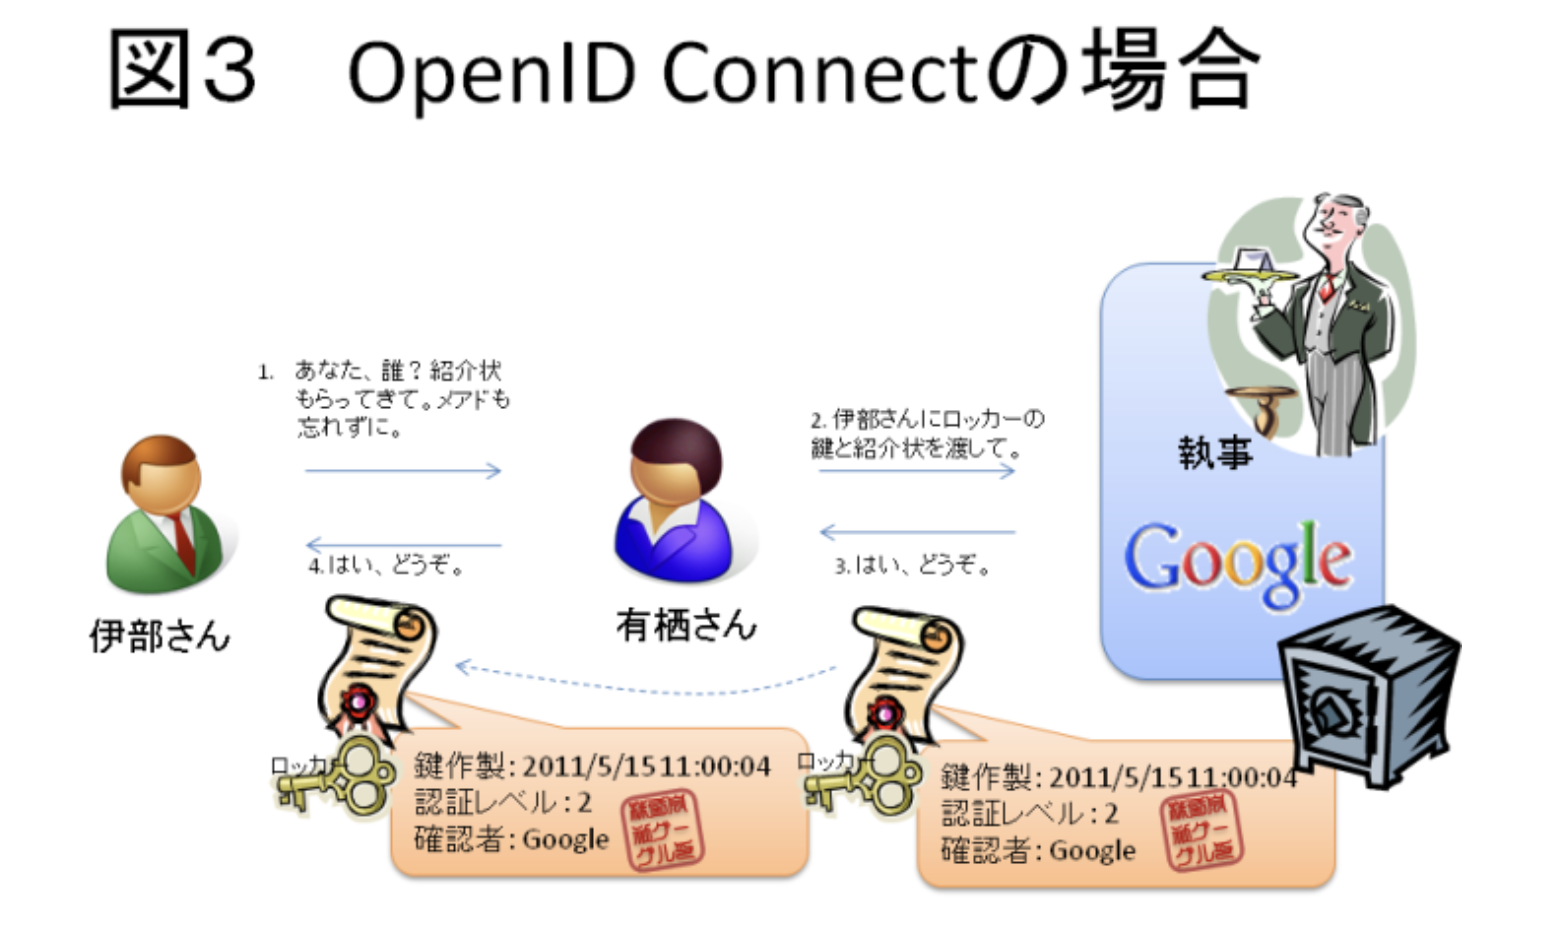 図３　OpenID Connectの場合
1. あなた、誰？紹介状
もらってきて。メアドも
忘れずに。
2. 伊部さんにロッカーの
鍵と紹介状を渡して。
執事
Google
4.はい、どうぞ。
3.はい、どうぞ。
伊部さん
有栖さん
ロッカー
鍵作製：2011/5/15 11:00:04
認証レベル：2
確認者：Google
ロッカー
鍵作製：2011/5/15 11:00:04
認証レベル：2
確認者：Google